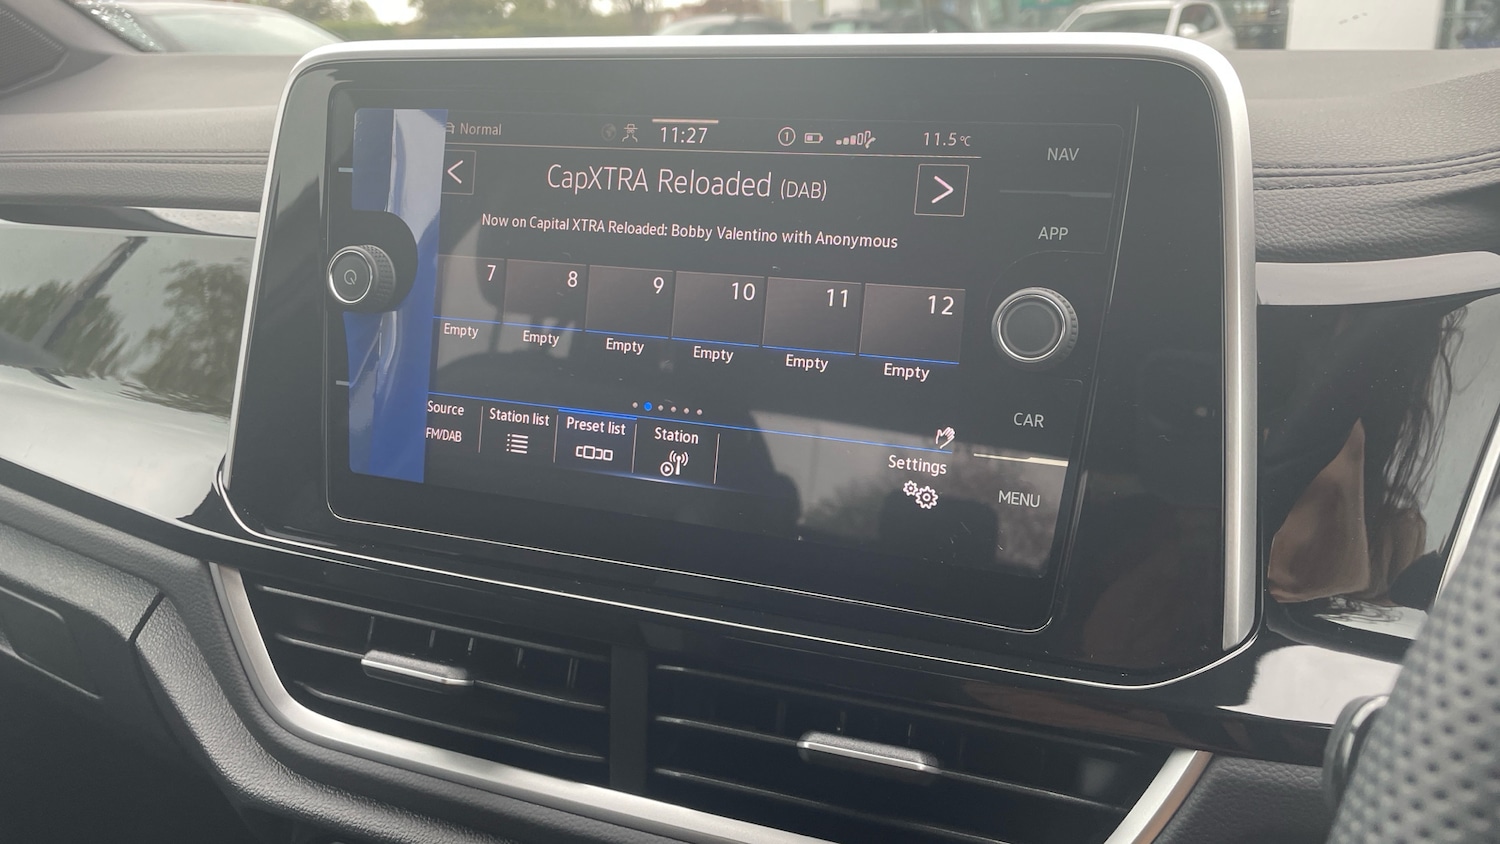 Normal
11:27
1
11.5°C
NAV
CapXTRA Reloaded (DAB)
APP
Now on Capital XTRA Reloaded: Bobby Valentino with Anonymous
7 8 9 10 11 12
Empty Empty Empty Empty Empty Empty
CAR
Source Station list Preset list Station
FM/DAB
Settings
MENU